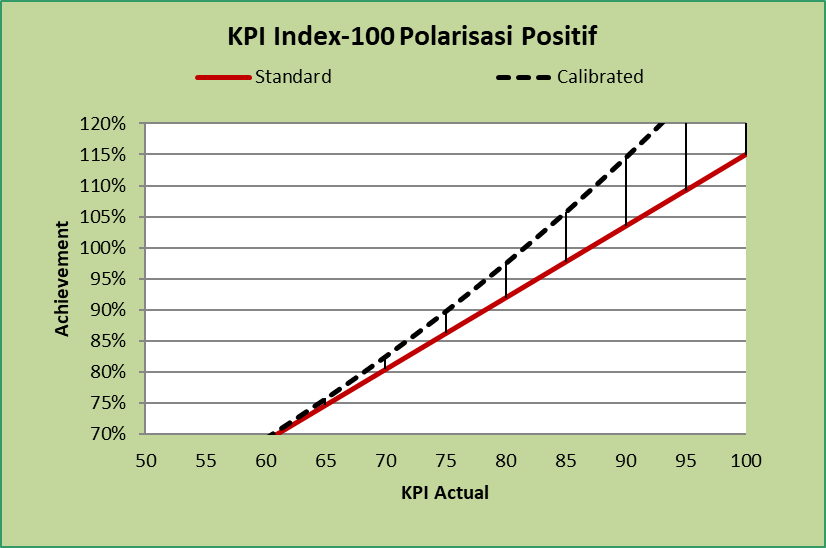 KPI Index-100 Polarisasi Positif
Standard
Calibrated
Achievement
120%
115%
110%
105%
100%
95%
90%
85%
80%
75%
70%
50 55 60 65 70 75 80 85 90 95 100
KPI Actual